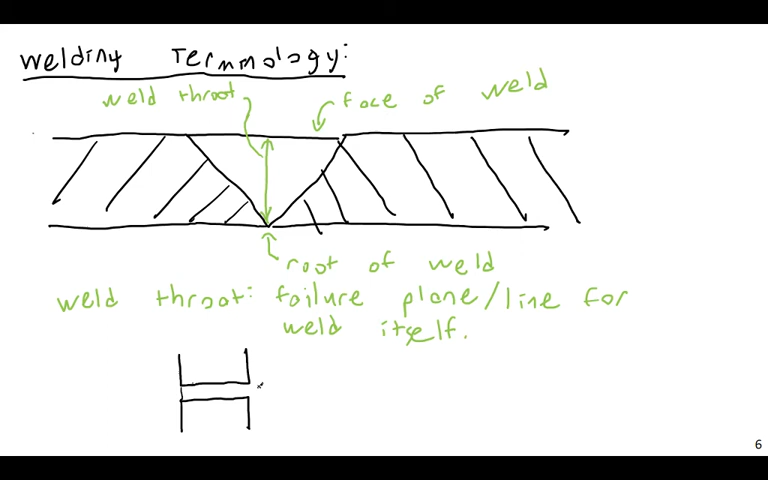 Welding Terminology:
weld throat
face of weld
root of weld
weld throat: failure plane/line for
weld itself.
6